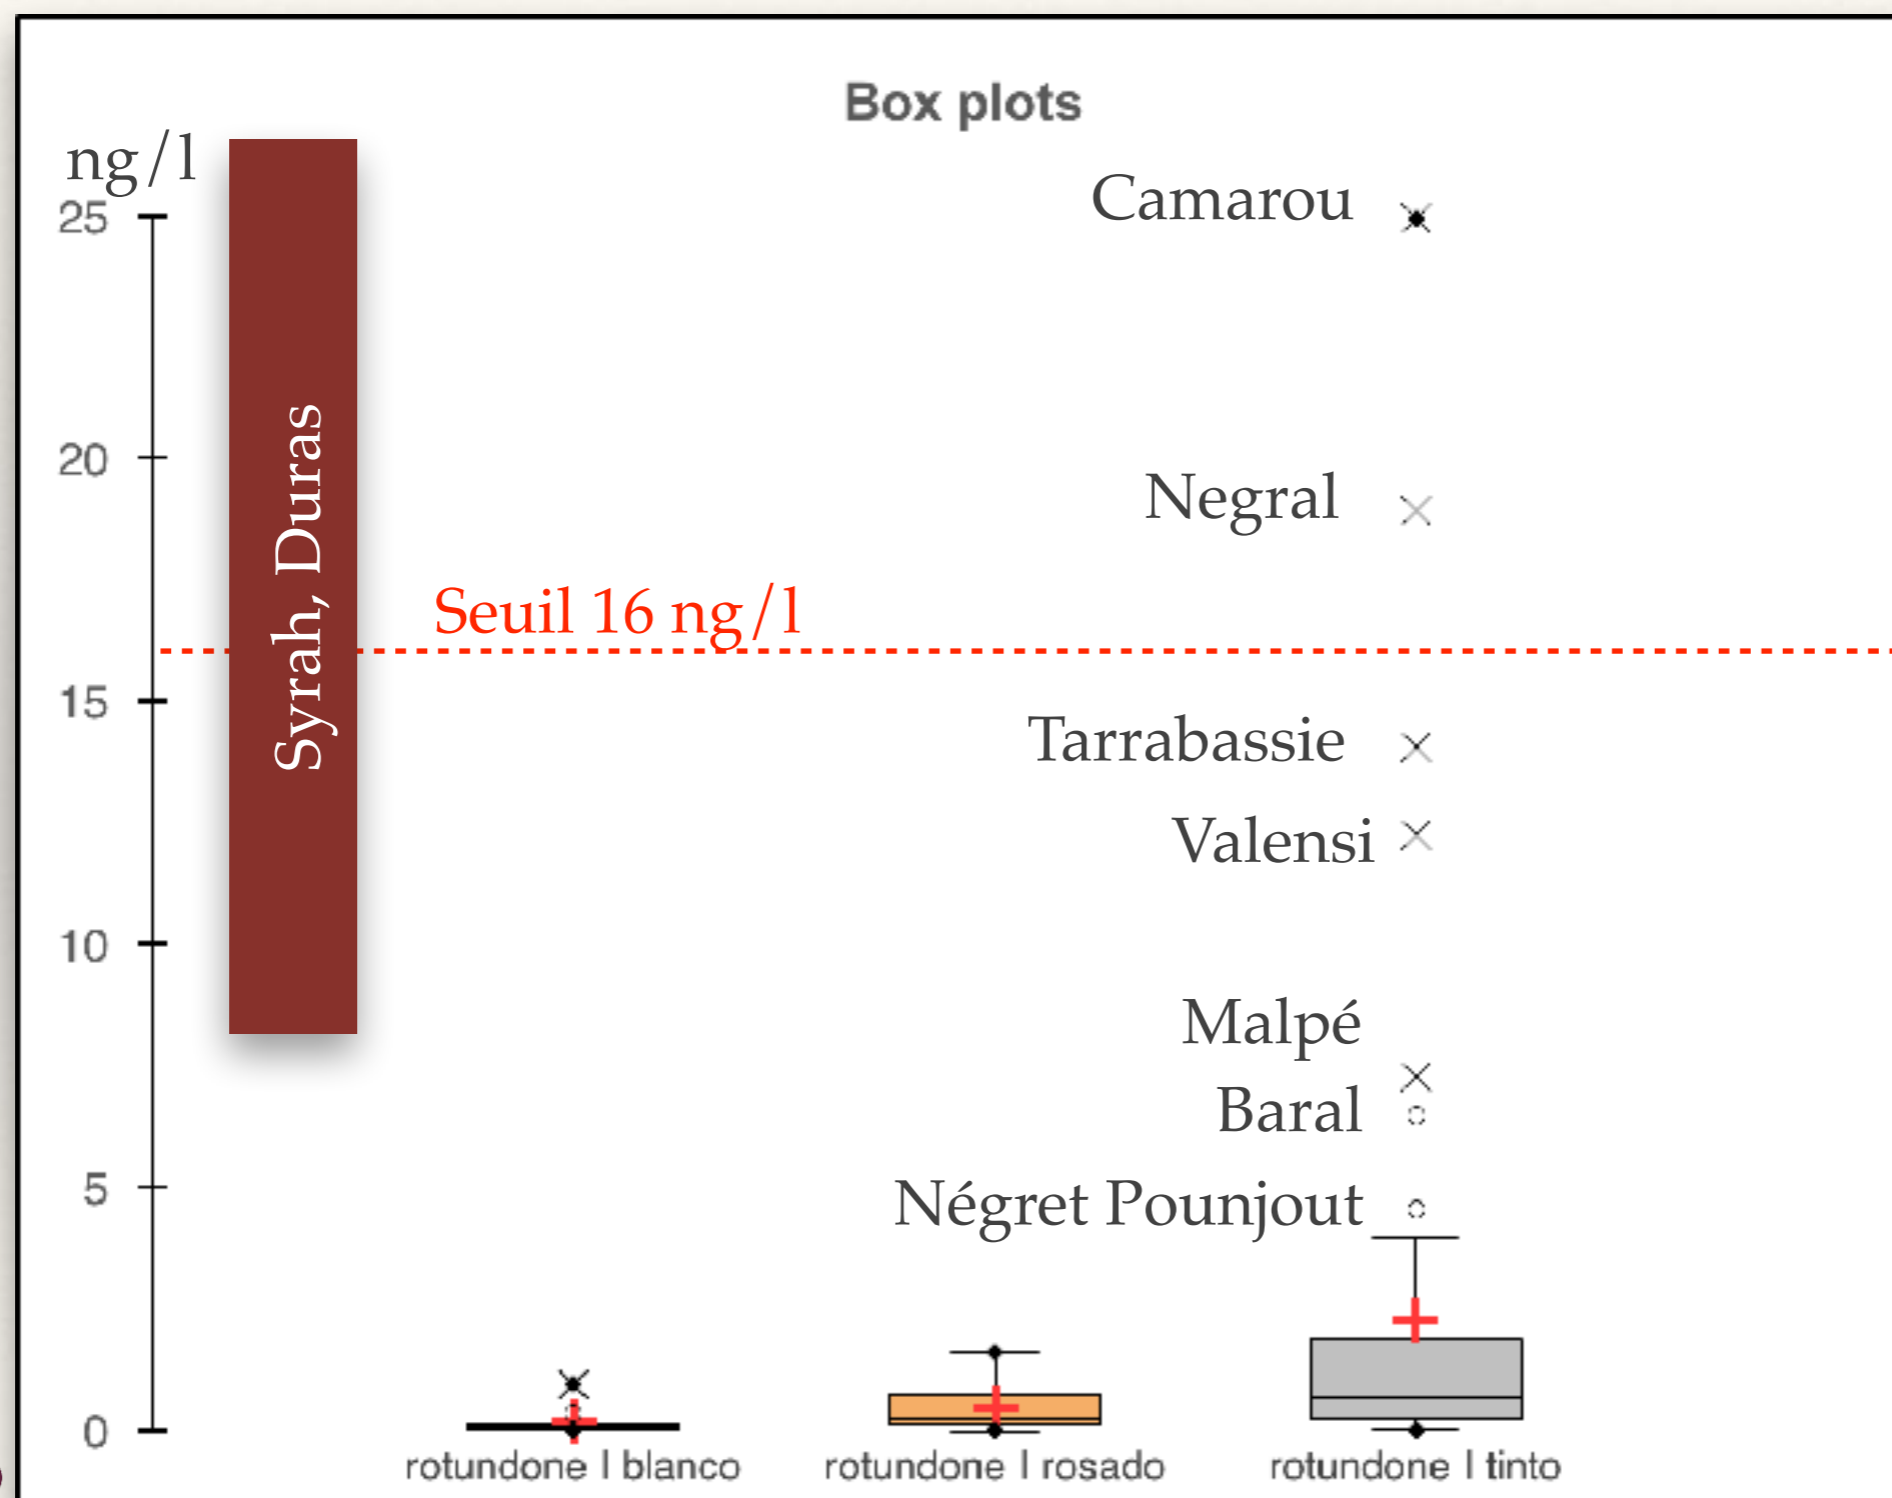 Box plots
ng/l
25
20
15
10
5
0
Syrah, Duras
Seuil 16 ng/l
Camarou
Negral
Tarrabassie
Valensi
Malpé
Baral
Négret Pounjout
rotundone l blanco
rotundone l rosado
rotundone l tinto